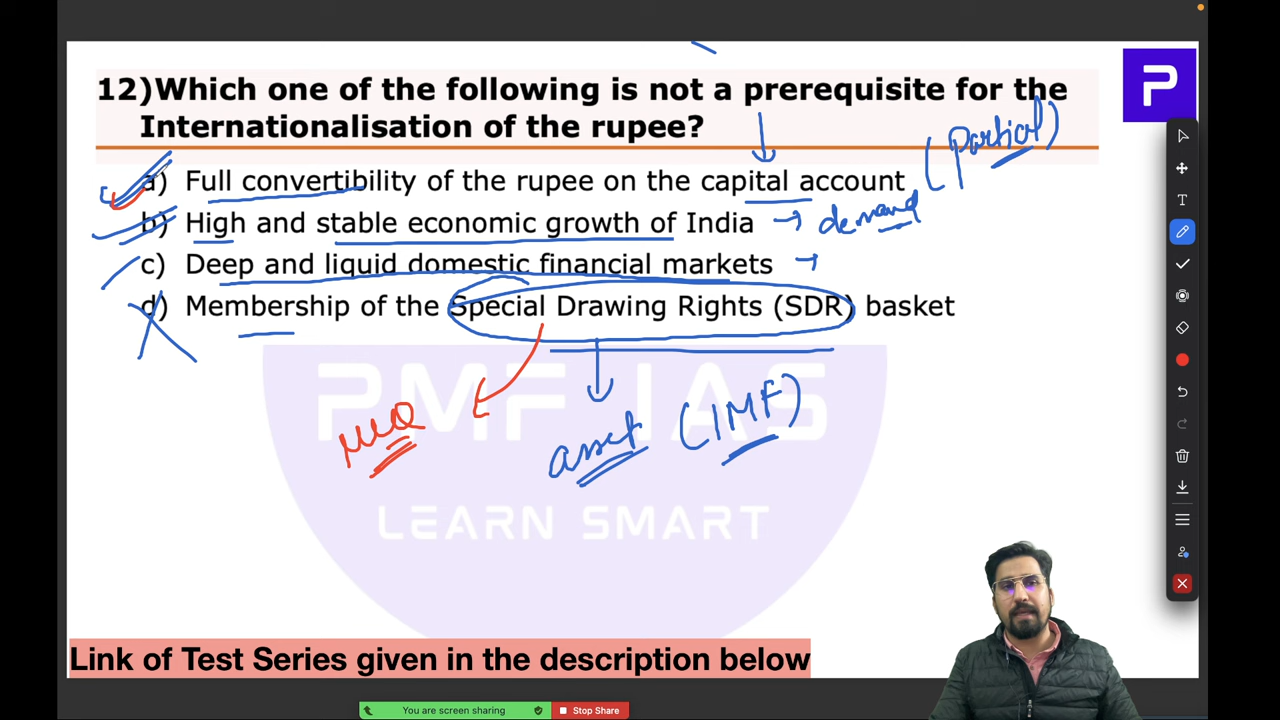 12)Which one of the following is not a prerequisite for the
Internationalisation of the rupee?
(Partial)
a) Full convertibility of the rupee on the capital account
b) High and stable economic growth of India → demand
c) Deep and liquid domestic financial markets →
d) Membership of the Special Drawing Rights (SDR) basket
PMF IAS
asset (IMF)
LEARN SMART
Link of Test Series given in the description below
You are screen sharing
Stop Share
P
T